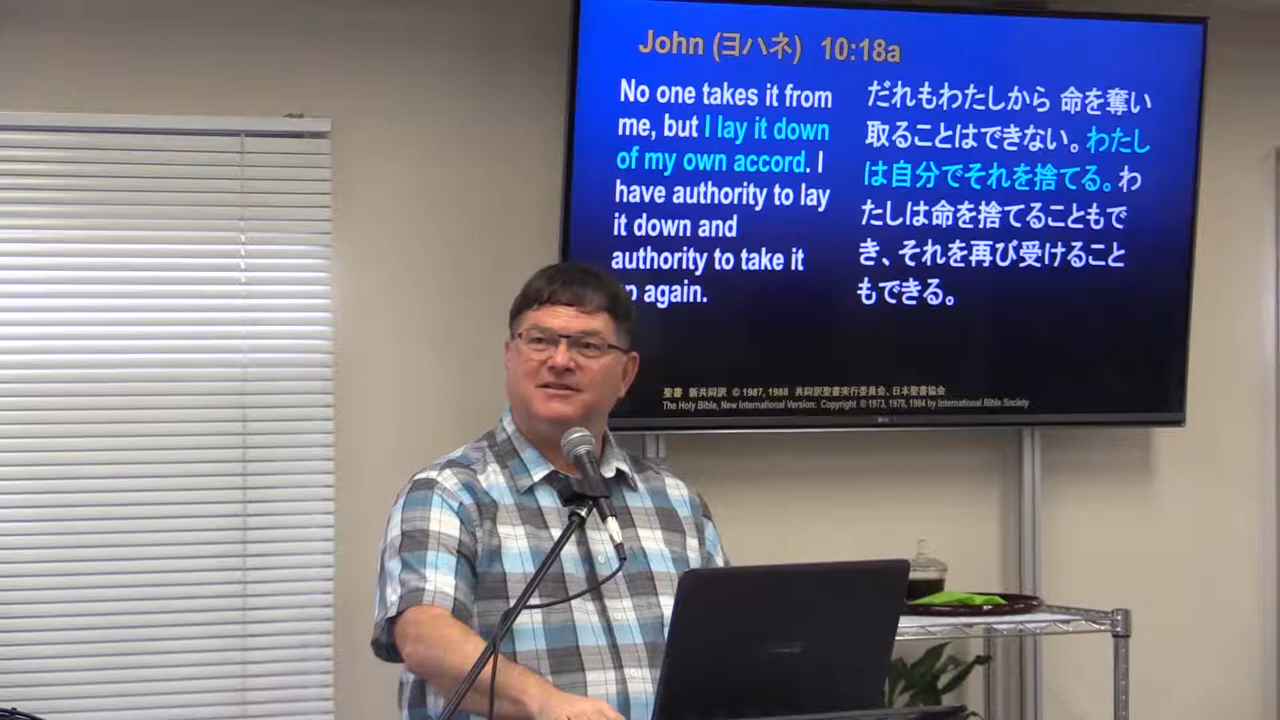 John (ヨハネ) 10:18a
No one takes it from
me, but I lay it down
of my own accord. I
have authority to lay
it down and
authority to take it
again.
だれもわたしから 命を奪い
取ることはできない。わたし
は自分でそれを捨てる。わ
たしは命を捨てることもで
き、それを再び受けること
もできる。
聖書 新共同訳 © 1987, 1988 共同訳聖書実行委員会、日本聖書協会
The Holy Bible, New International Version: Copyright © 1973, 1978, 1984 by International Bible Society